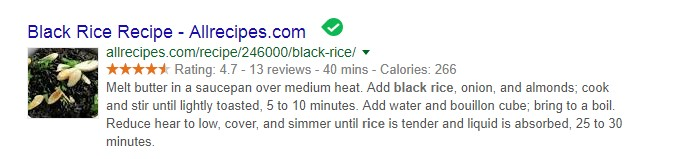 Black Rice Recipe - Allrecipes.com
allrecipes.com/recipe/246000/black-rice/
Rating: 4.7 - 13 reviews - 40 mins - Calories: 266
Melt butter in a saucepan over medium heat. Add black rice, onion, and almonds; cook
and stir until lightly toasted, 5 to 10 minutes. Add water and bouillon cube; bring to a boil.
Reduce hear to low, cover, and simmer until rice is tender and liquid is absorbed, 25 to 30
minutes.